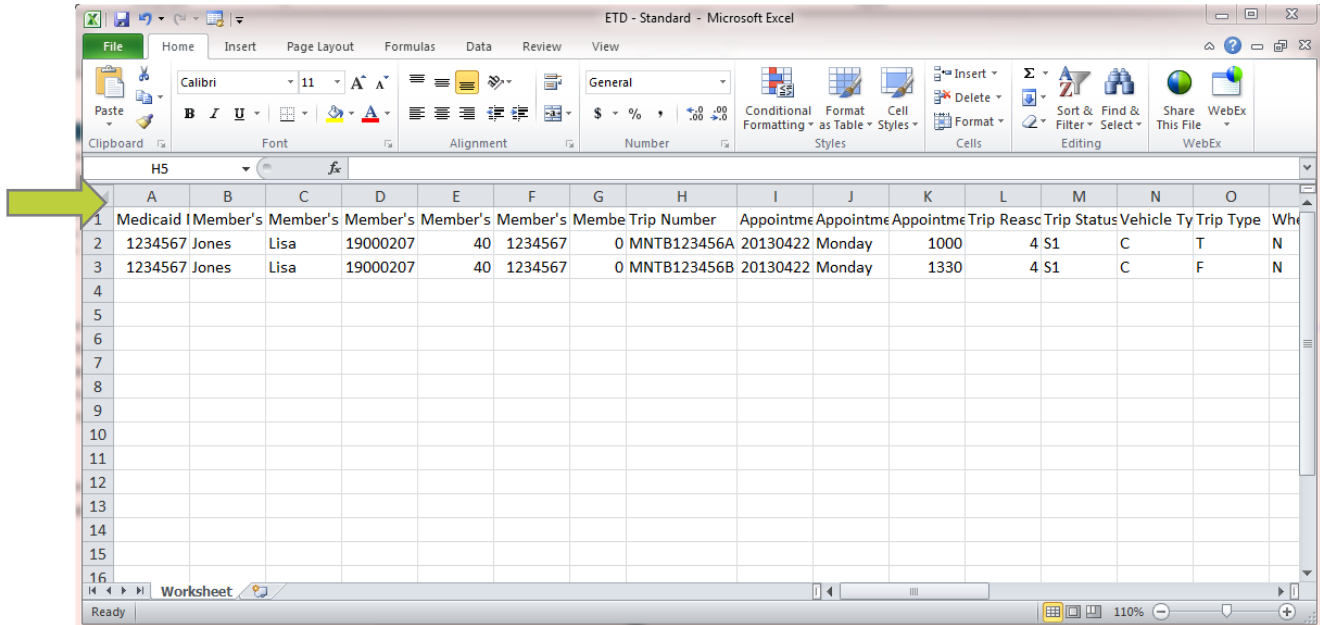 ETD - Standard - Microsoft Excel
File Home Insert Page Layout Formulas Data Review View
Calibri 11 A A General Insert Σ
Paste Delete
B I U A $ % , .0 .00 .00 .0 Conditional Format Cell Format Sort & Find & Share WebEx
Formatting as Table Styles Filter Select This File
Clipboard Font Alignment Number Styles Cells Editing WebEx
H5 fx
A B C D E F G H I J K L M N O
1 Medicaid Member's Member's Member's Member's Member's Membe Trip Number Appointme Appointme Appointme Trip Reaso Trip Status Vehicle Ty Trip Type Whe
2 1234567 Jones Lisa 19000207 40 1234567 0 MNTB123456A 20130422 Monday 1000 4 S1 C T N
3 1234567 Jones Lisa 19000207 40 1234567 0 MNTB123456B 20130422 Monday 1330 4 S1 C F N
4
5
6
7
8
9
10
11
12
13
14
15
16
Worksheet
Ready 110%